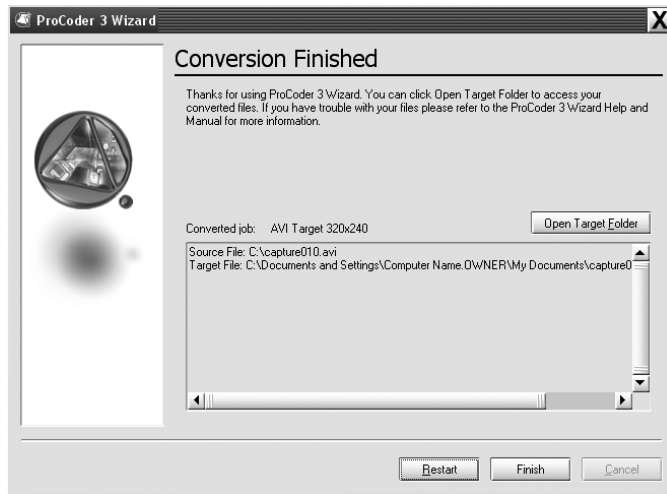 ProCoder 3 Wizard
Conversion Finished
Thanks for using ProCoder 3 Wizard. You can click Open Target Folder to access your
converted files. If you have trouble with your files please refer to the ProCoder 3 Wizard Help and
Manual for more information.
Converted job: AVI Target 320x240
Open Target Folder
Source File: C:\capture010.avi
Target File: C:\Documents and Settings\Computer Name.OWNER\My Documents\capture0
Restart
Finish
Cancel